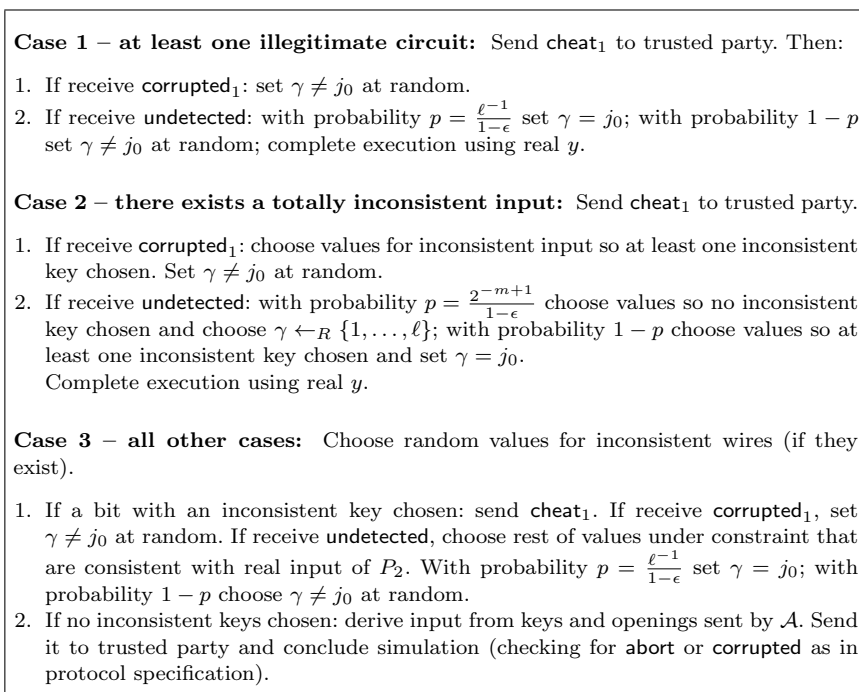 Case 1 – at least one illegitimate circuit: Send cheat₁ to trusted party. Then:
1. If receive corrupted₁: set γ ≠ j₀ at random.
2. If receive undetected: with probability p = ℓ⁻¹/(1−ϵ) set γ = j₀; with probability 1 − p
set γ ≠ j₀ at random; complete execution using real y.
Case 2 – there exists a totally inconsistent input: Send cheat₁ to trusted party.
1. If receive corrupted₁: choose values for inconsistent input so at least one inconsistent
key chosen. Set γ ≠ j₀ at random.
2. If receive undetected: with probability p = 2⁻ᵐ⁺¹/(1−ϵ) choose values so no inconsistent
key chosen and choose γ ←_R {1, . . . , ℓ}; with probability 1 − p choose values so at
least one inconsistent key chosen and set γ = j₀.
Complete execution using real y.
Case 3 – all other cases: Choose random values for inconsistent wires (if they
exist).
1. If a bit with an inconsistent key chosen: send cheat₁. If receive corrupted₁, set
γ ≠ j₀ at random. If receive undetected, choose rest of values under constraint that
are consistent with real input of P₂. With probability p = ℓ⁻¹/(1−ϵ) set γ = j₀; with
probability 1 − p choose γ ≠ j₀ at random.
2. If no inconsistent keys chosen: derive input from keys and openings sent by 𝒜. Send
it to trusted party and conclude simulation (checking for abort or corrupted as in
protocol specification).